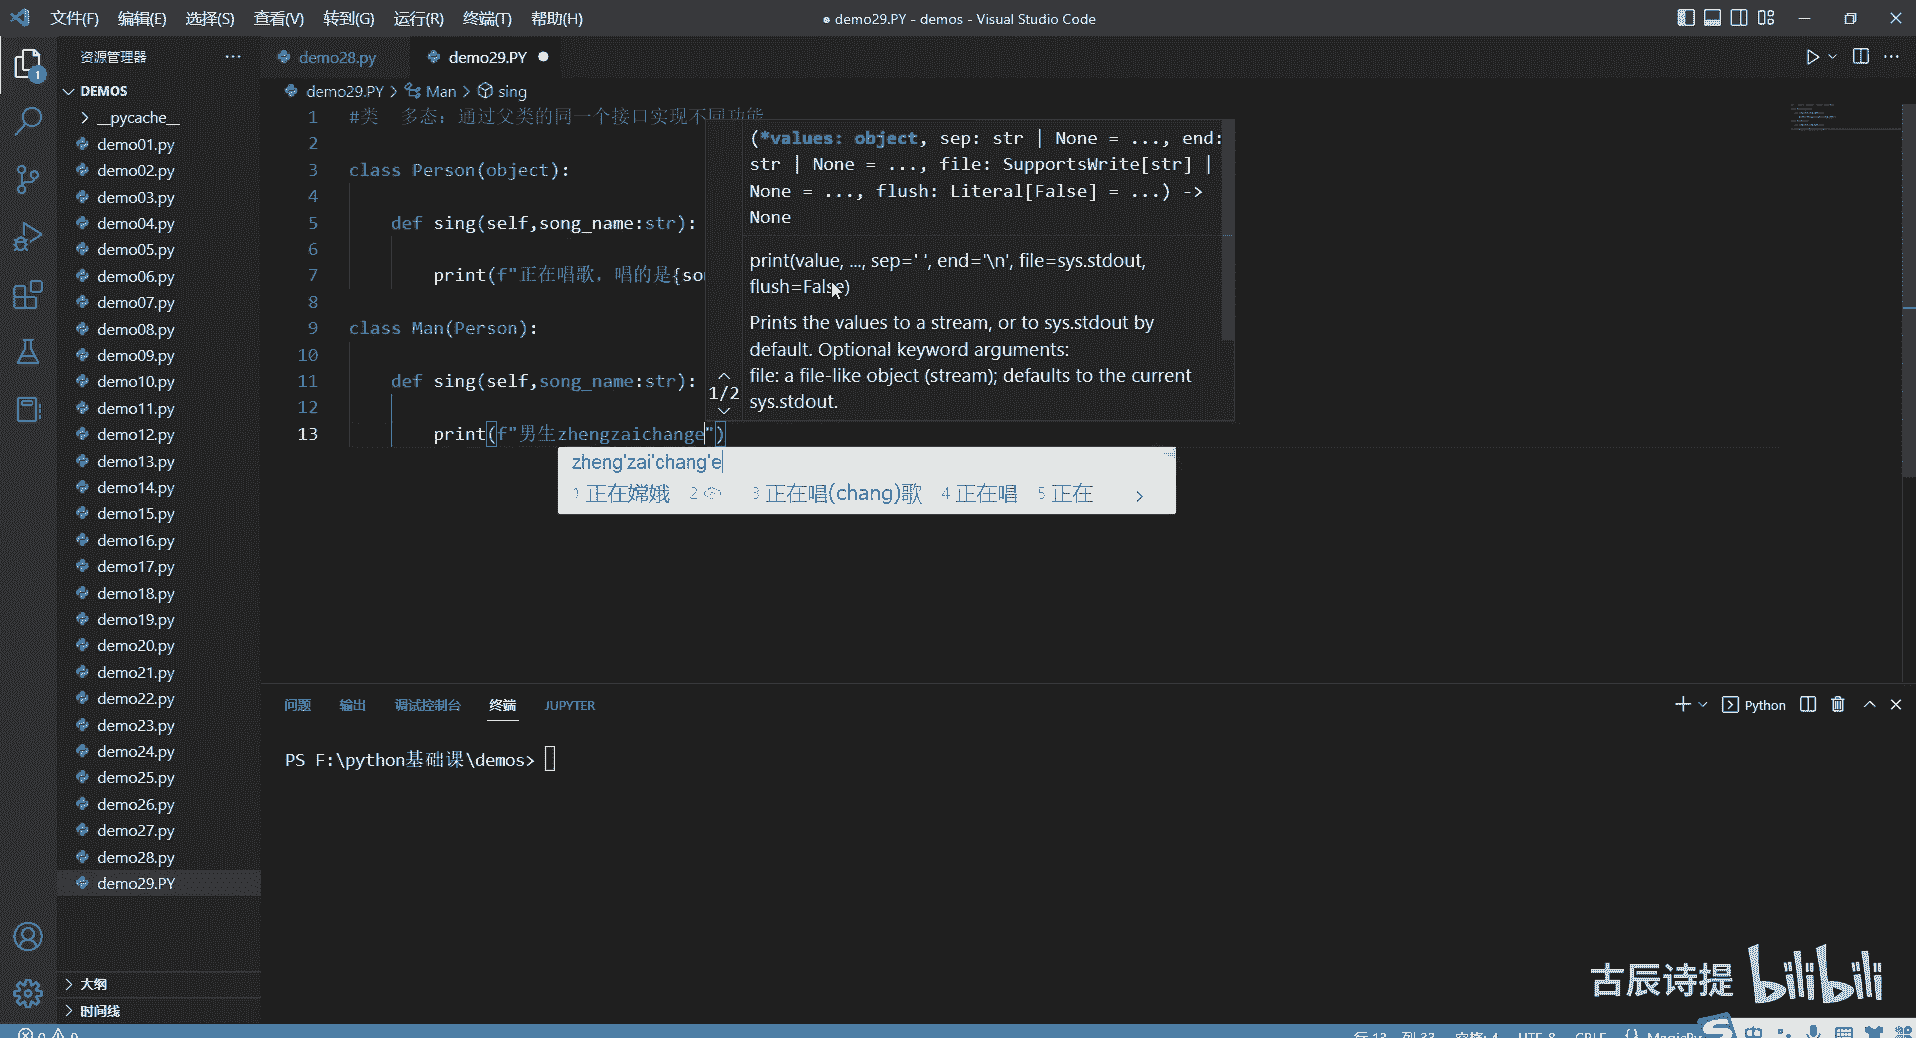 文件(F) 编辑(E) 选择(S) 查看(V) 转到(G) 运行(R) 终端(T) 帮助(H)
● demo29.PY - demos - Visual Studio Code
资源管理器 ···
demo28.py demo29.PY ●
1
DEMOS
demo29.PY > Man > sing
__pycache__
demo01.py
demo02.py
demo03.py
demo04.py
demo05.py
demo06.py
demo07.py
demo08.py
demo09.py
demo10.py
demo11.py
demo12.py
demo13.py
demo14.py
demo15.py
demo16.py
demo17.py
demo18.py
demo19.py
demo20.py
demo21.py
demo22.py
demo23.py
demo24.py
demo25.py
demo26.py
demo27.py
demo28.py
demo29.PY
大纲
时间线
1 #类 多态：通过父类的同一个接口实现不同功能
2
3 class Person(object):
4
5 def sing(self,song_name:str):
6
7 print(f"正在唱歌，唱的是{so
8
9 class Man(Person):
10
11 def sing(self,song_name:str):
12
13 print(f"男生zhengzaichange")
(*values: object, sep: str | None = ..., end:
str | None = ..., file: SupportsWrite[str] |
None = ..., flush: Literal[False] = ...) ->
None
print(value, ..., sep=' ', end='\n', file=sys.stdout,
flush=False)
Prints the values to a stream, or to sys.stdout by
default. Optional keyword arguments:
file: a file-like object (stream); defaults to the current
sys.stdout.
1/2
zheng'zai'chang'e
1 正在嫦娥 2 3 正在唱(chang)歌 4 正在唱 5 正在 >
问题 输出 调试控制台 终端 JUPYTER
Python
PS F:\python基础课\demos>
古辰诗提 bilibili
行 13, 列 33 空格: 4 UTF-8 CRLF